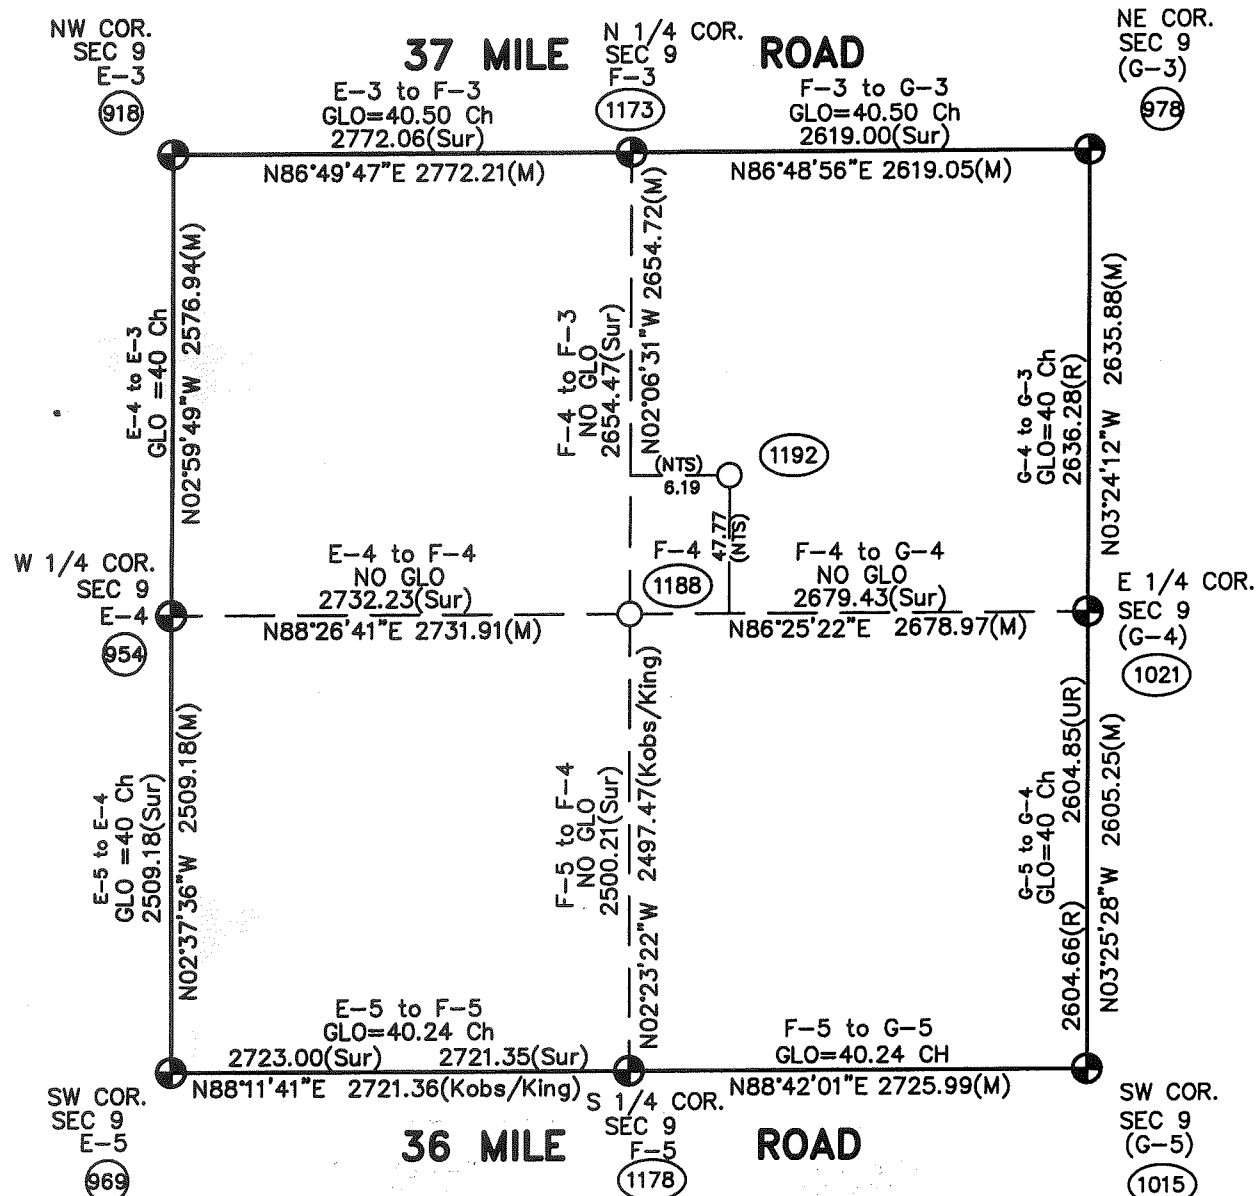 NW COR.
SEC 9
E-3
918
37 MILE ROAD
N 1/4 COR.
SEC 9
F-3
1173
NE COR.
SEC 9
(G-3)
978
E-3 to F-3
GLO=40.50 Ch
2772.06(Sur)
N86°49'47"E 2772.21(M)
F-3 to G-3
GLO=40.50 Ch
2619.00(Sur)
N86°48'56"E 2619.05(M)
E-4 to E-3
GLO =40 Ch
N02°59'49"W 2576.94(M)
F-4 to F-3
NO GLO
2654.47(Sur)
N02°06'31"W 2654.72(M)
(NTS)
6.19
1192
47.77
(NTS)
G-4 to G-3
GLO=40 Ch
2636.28(R)
N03°24'12"W 2635.88(M)
W 1/4 COR.
SEC 9
E-4
954
E-4 to F-4
NO GLO
2732.23(Sur)
N88°26'41"E 2731.91(M)
F-4
1188
F-4 to G-4
NO GLO
2679.43(Sur)
N86°25'22"E 2678.97(M)
E 1/4 COR.
SEC 9
(G-4)
1021
E-5 to E-4
GLO =40 Ch
2509.18(Sur)
N02°37'36"W 2509.18(M)
F-5 to F-4
NO GLO
2500.21(Sur)
N02°23'22"W 2497.47(Kobs/King)
G-5 to G-4
GLO=40 Ch
2604.66(R) 2604.85(UR)
N03°25'28"W 2605.25(M)
E-5 to F-5
GLO=40.24 Ch
2723.00(Sur) 2721.35(Sur)
N88°11'41"E 2721.36(Kobs/King)
F-5 to G-5
GLO=40.24 CH
N88°42'01"E 2725.99(M)
SW COR.
SEC 9
E-5
969
S 1/4 COR.
SEC 9
F-5
1178
36 MILE ROAD
SW COR.
SEC 9
(G-5)
1015